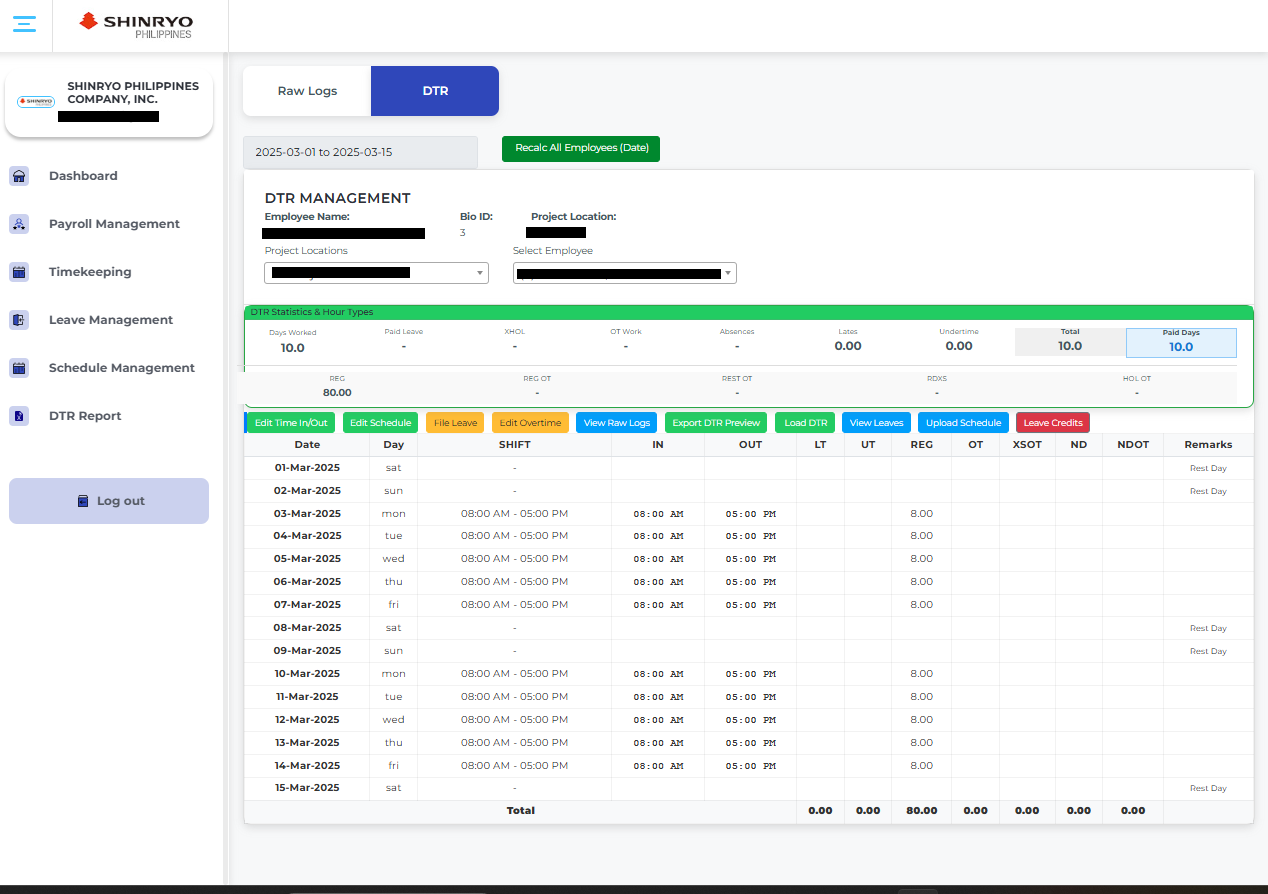 SHINRYO
PHILIPPINES
SHINRYO PHILIPPINES
COMPANY, INC.
SHINRYO
Dashboard
Payroll Management
Timekeeping
Leave Management
Schedule Management
DTR Report
Log out
Raw Logs DTR
2025-03-01 to 2025-03-15 Recalc All Employees (Date)
DTR MANAGEMENT
Employee Name: Bio ID: Project Location:
3
Project Locations Select Employee
DTR Statistics & Hour Types
Days Worked Paid Leave XHOL OT Work Absences Lates Undertime Total Paid Days
10.0 - - - - 0.00 0.00 10.0 10.0
REG REG OT REST OT RDXS HOL OT
80.00 - - - -
Edit Time In/Out Edit Schedule File Leave Edit Overtime View Raw Logs Export DTR Preview Load DTR View Leaves Upload Schedule Leave Credits
Date Day SHIFT IN OUT LT UT REG OT XSOT ND NDOT Remarks
01-Mar-2025 sat - Rest Day
02-Mar-2025 sun - Rest Day
03-Mar-2025 mon 08:00 AM - 05:00 PM 08:00 AM 05:00 PM 8.00
04-Mar-2025 tue 08:00 AM - 05:00 PM 08:00 AM 05:00 PM 8.00
05-Mar-2025 wed 08:00 AM - 05:00 PM 08:00 AM 05:00 PM 8.00
06-Mar-2025 thu 08:00 AM - 05:00 PM 08:00 AM 05:00 PM 8.00
07-Mar-2025 fri 08:00 AM - 05:00 PM 08:00 AM 05:00 PM 8.00
08-Mar-2025 sat - Rest Day
09-Mar-2025 sun - Rest Day
10-Mar-2025 mon 08:00 AM - 05:00 PM 08:00 AM 05:00 PM 8.00
11-Mar-2025 tue 08:00 AM - 05:00 PM 08:00 AM 05:00 PM 8.00
12-Mar-2025 wed 08:00 AM - 05:00 PM 08:00 AM 05:00 PM 8.00
13-Mar-2025 thu 08:00 AM - 05:00 PM 08:00 AM 05:00 PM 8.00
14-Mar-2025 fri 08:00 AM - 05:00 PM 08:00 AM 05:00 PM 8.00
15-Mar-2025 sat - Rest Day
Total 0.00 0.00 80.00 0.00 0.00 0.00 0.00